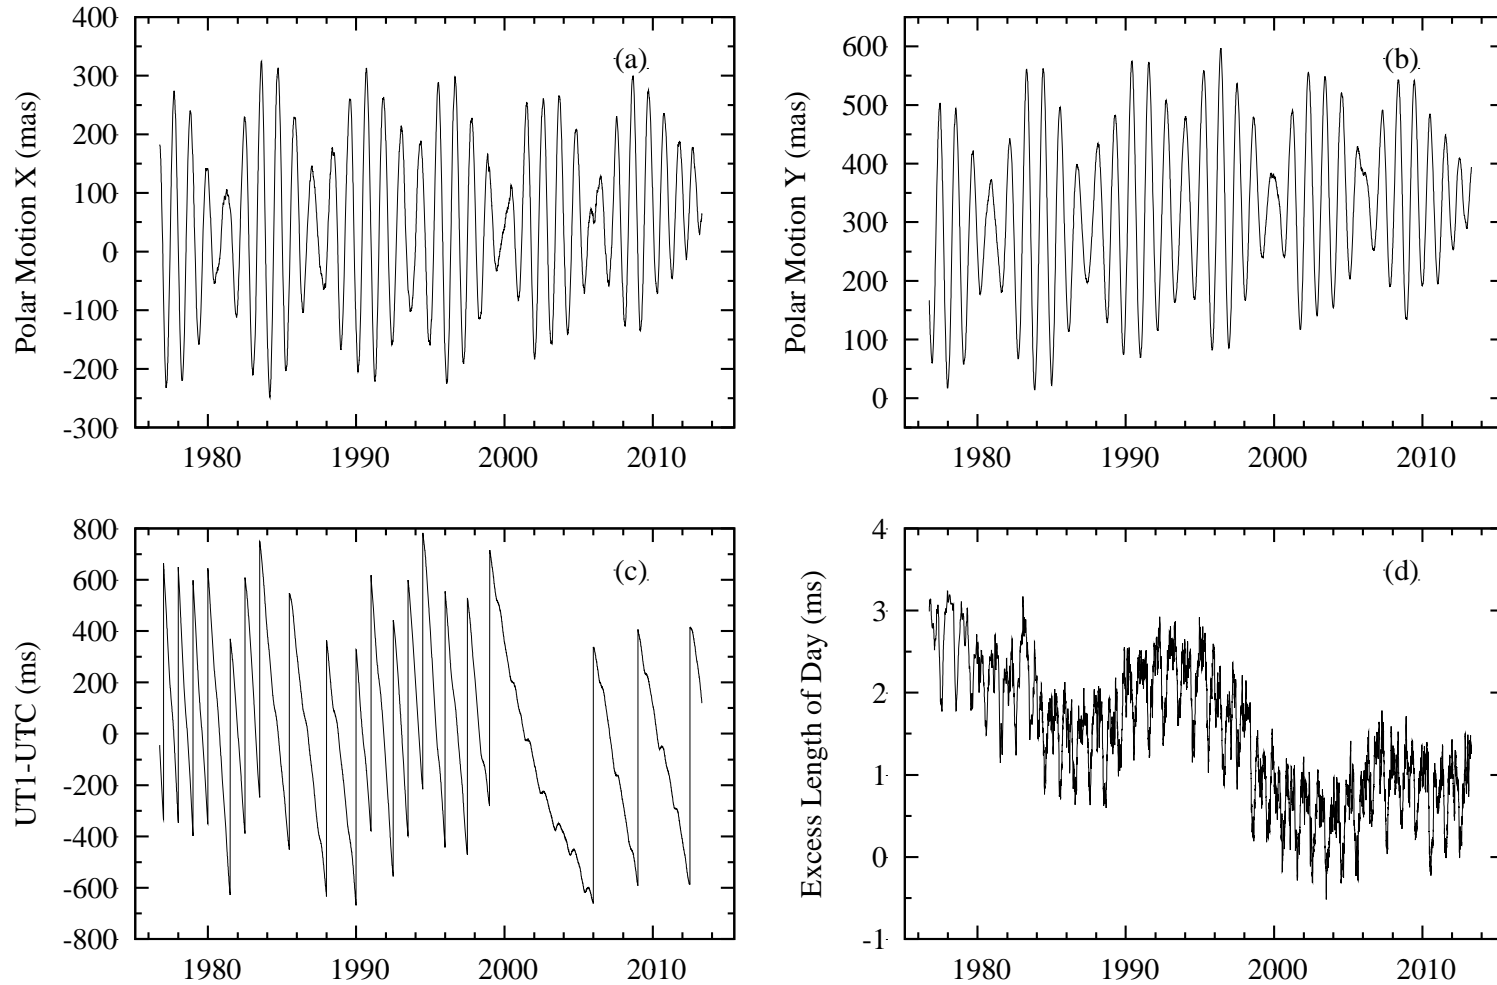 400
300
200
100
0
-100
-200
-300
Polar Motion X (mas)
(a)
1980 1990 2000 2010
600
500
400
300
200
100
0
Polar Motion Y (mas)
(b)
1980 1990 2000 2010
800
600
400
200
0
-200
-400
-600
-800
UT1-UTC (ms)
(c)
1980 1990 2000 2010
4
3
2
1
0
-1
Excess Length of Day (ms)
(d)
1980 1990 2000 2010